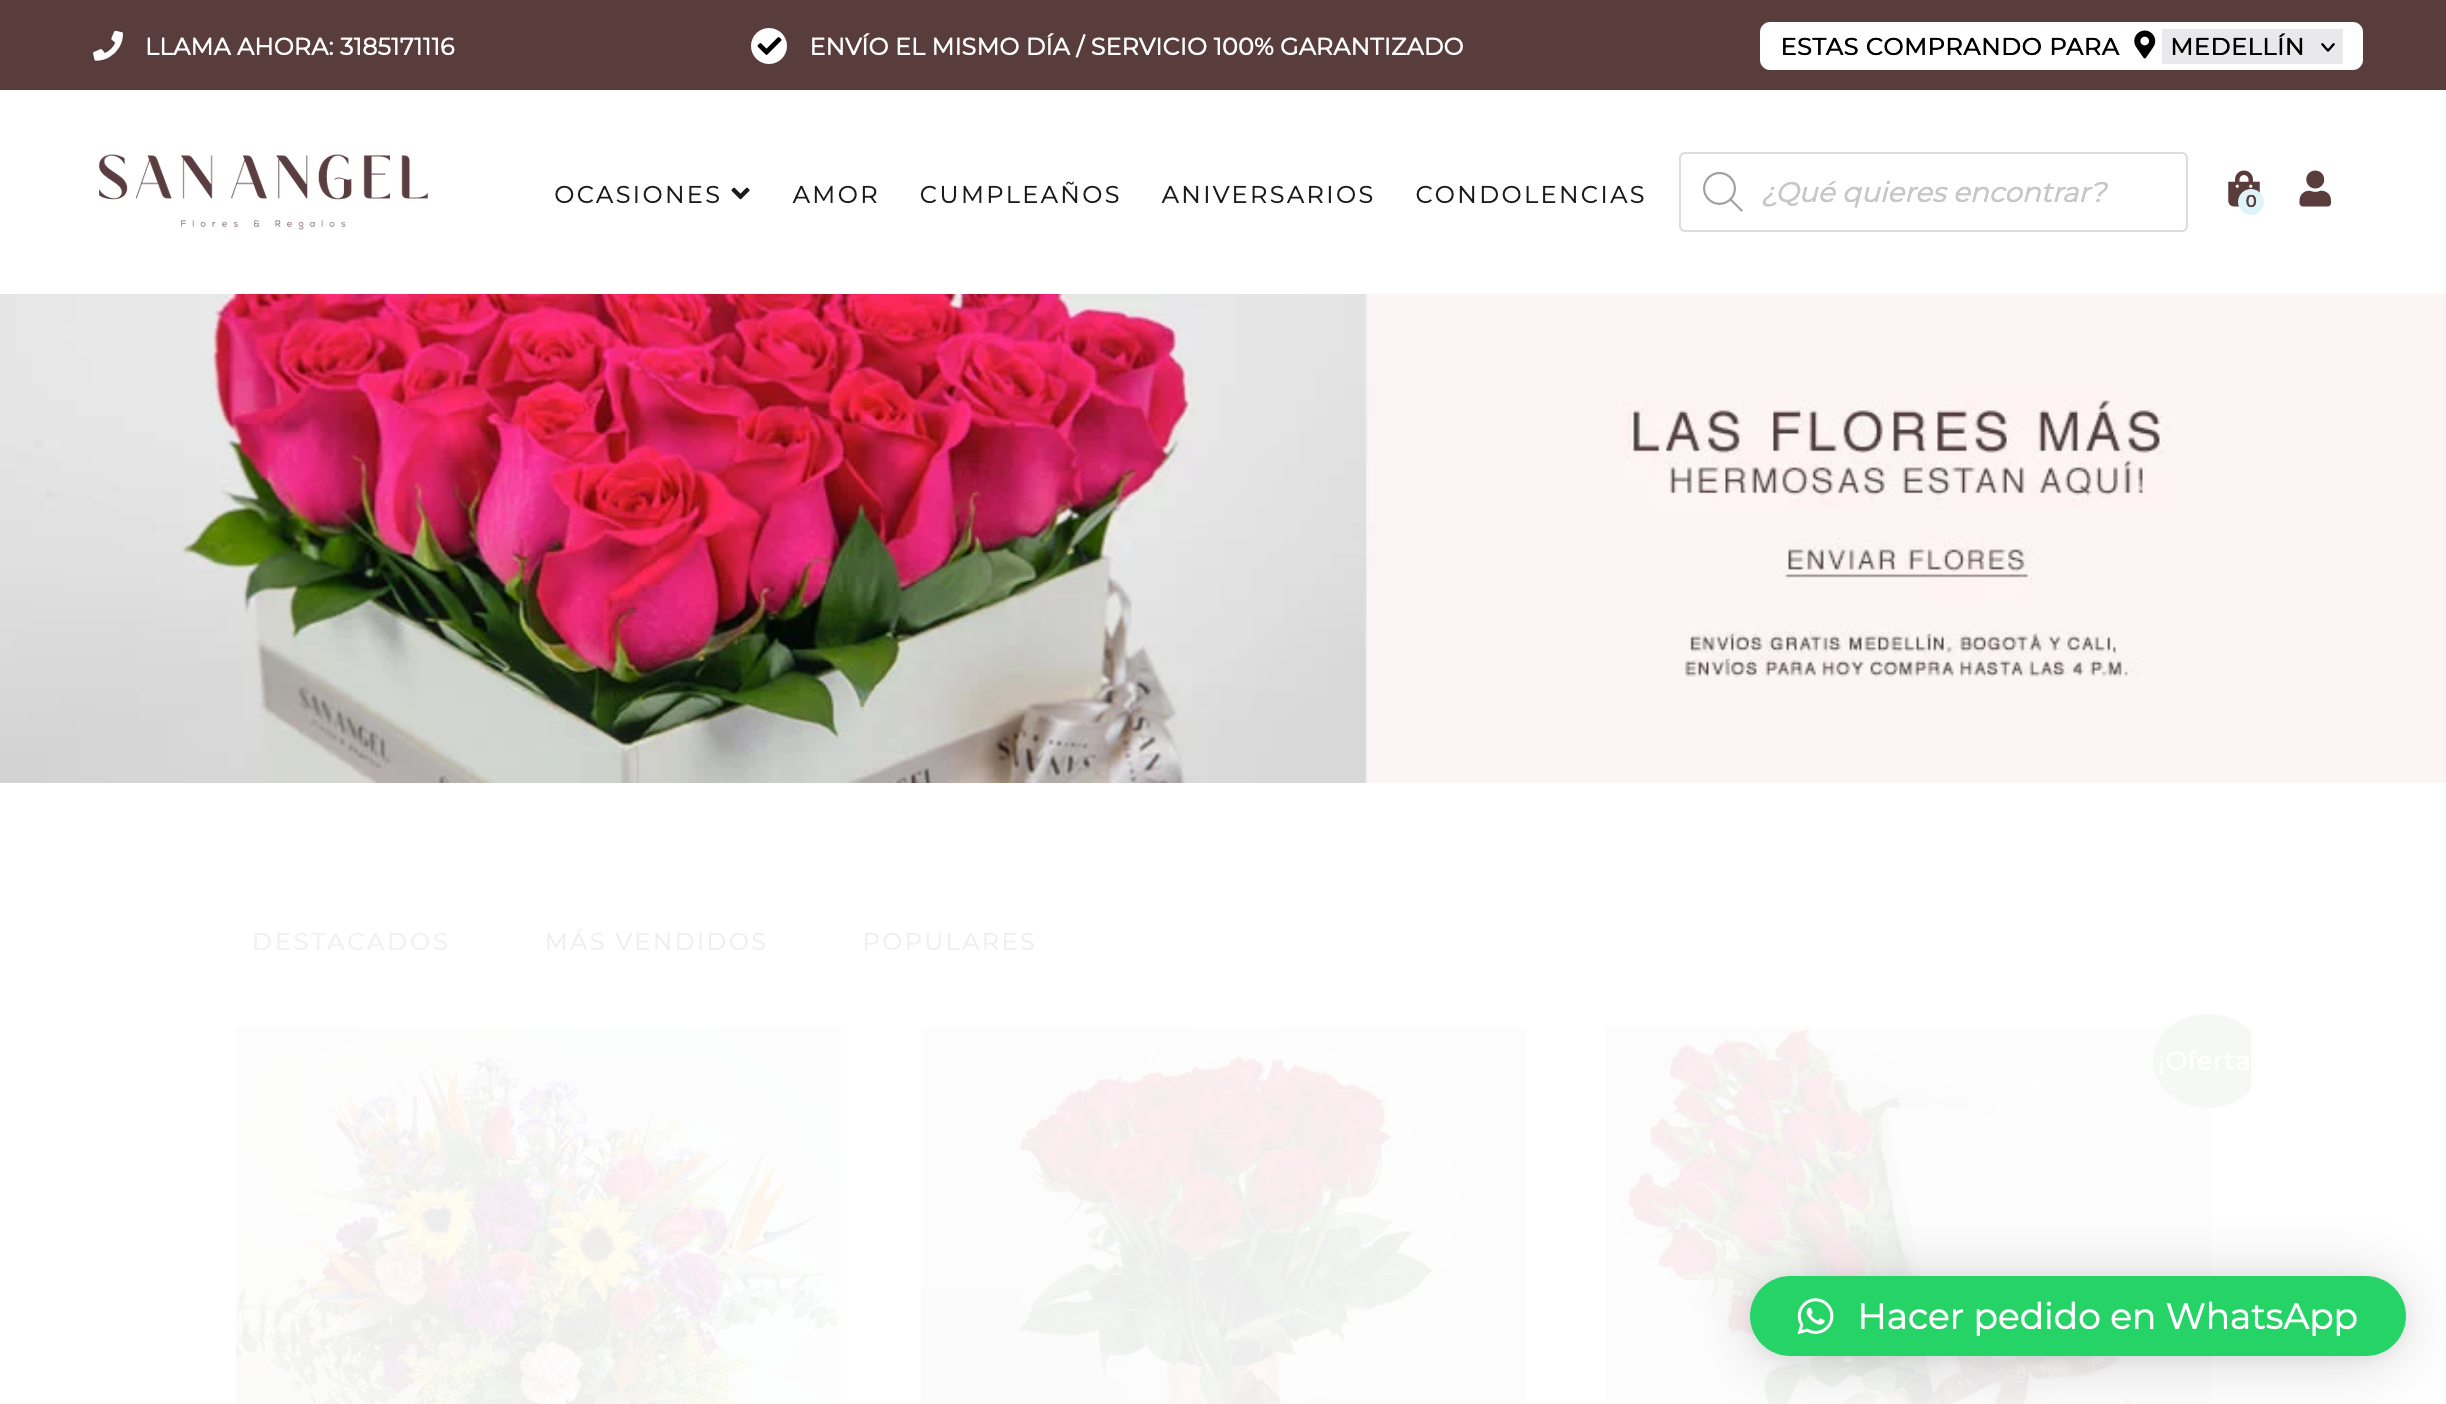 LLAMA AHORA: 3185171116
ENVÍO EL MISMO DÍA / SERVICIO 100% GARANTIZADO
ESTAS COMPRANDO PARA MEDELLÍN
SAN ANGEL
Flores & Regalos
OCASIONES
AMOR
CUMPLEAÑOS
ANIVERSARIOS
CONDOLENCIAS
¿Qué quieres encontrar?
0
LAS FLORES MÁS
HERMOSAS ESTAN AQUÍ!
ENVIAR FLORES
ENVÍOS GRATIS MEDELLÍN, BOGOTÁ Y CALI,
ENVÍOS PARA HOY COMPRA HASTA LAS 4 P.M.
SAN ANGEL
DESTACADOS
MÁS VENDIDOS
POPULARES
¡Oferta
Hacer pedido en WhatsApp